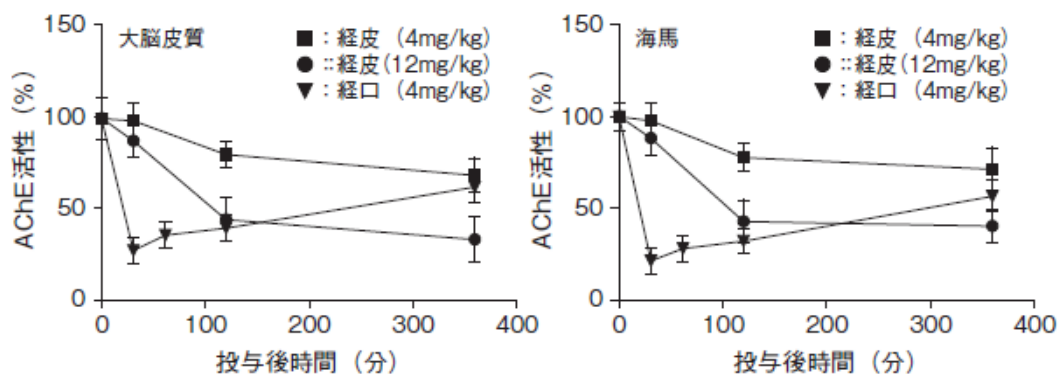 大脳皮質
■：経皮（4mg/kg）
●：：経皮(12mg/kg)
▼：経口（4mg/kg）
AChE活性（%）
150
100
50
0
0 100 200 300 400
投与後時間（分）
海馬
■：経皮（4mg/kg）
●：経皮(12mg/kg)
▼：経口（4mg/kg）
AChE活性（%）
150
100
50
0
0 100 200 300 400
投与後時間（分）